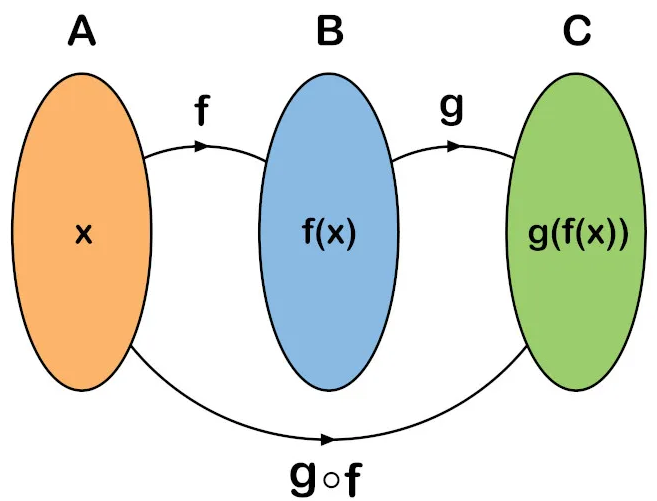 A B C
f g
x f(x) g(f(x))
g∘f